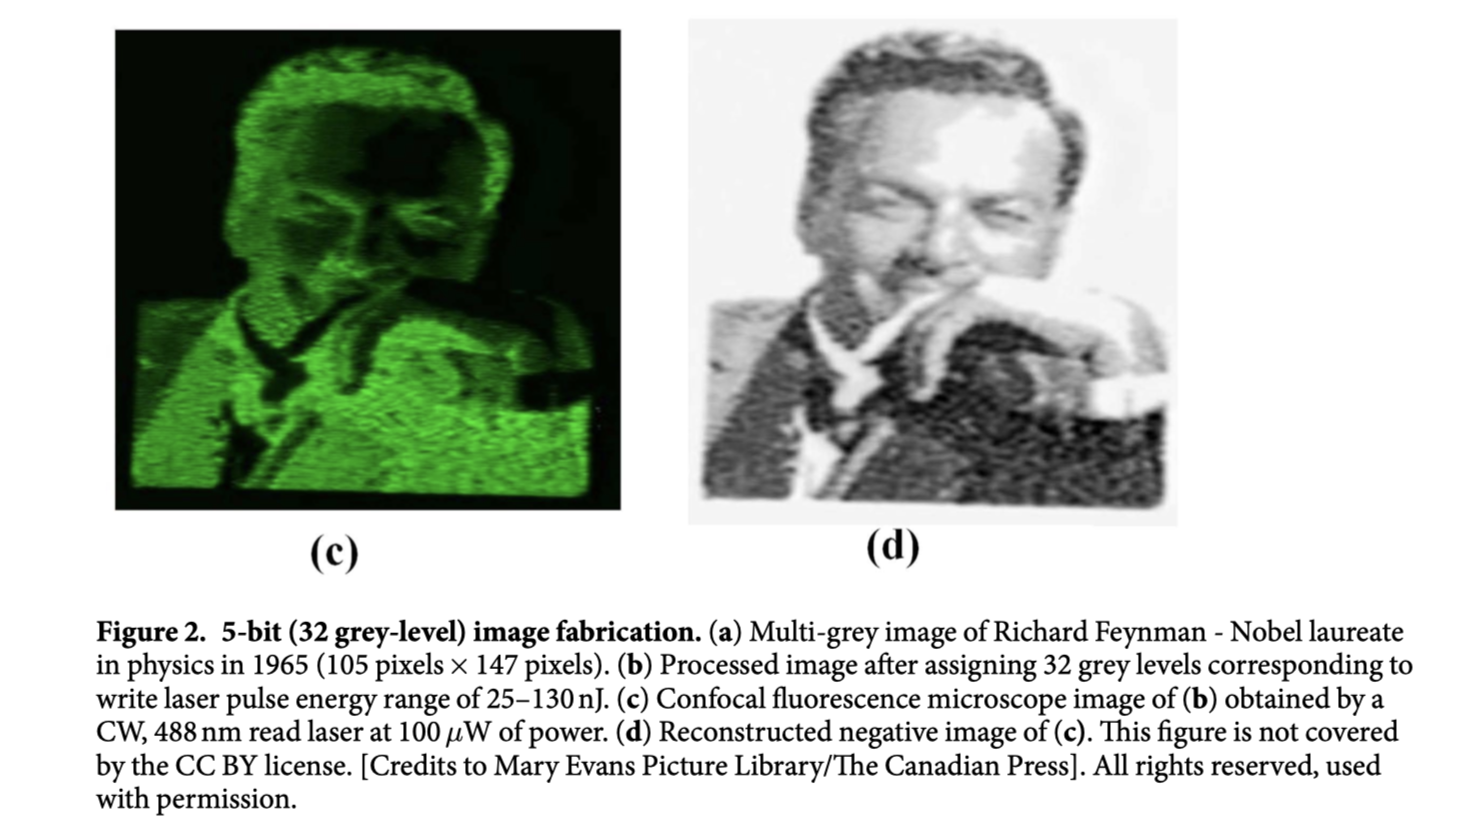 (c)
(d)
Figure 2. 5-bit (32 grey-level) image fabrication. (a) Multi-grey image of Richard Feynman - Nobel laureate
in physics in 1965 (105 pixels × 147 pixels). (b) Processed image after assigning 32 grey levels corresponding to
write laser pulse energy range of 25–130 nJ. (c) Confocal fluorescence microscope image of (b) obtained by a
CW, 488 nm read laser at 100 μW of power. (d) Reconstructed negative image of (c). This figure is not covered
by the CC BY license. [Credits to Mary Evans Picture Library/The Canadian Press]. All rights reserved, used
with permission.